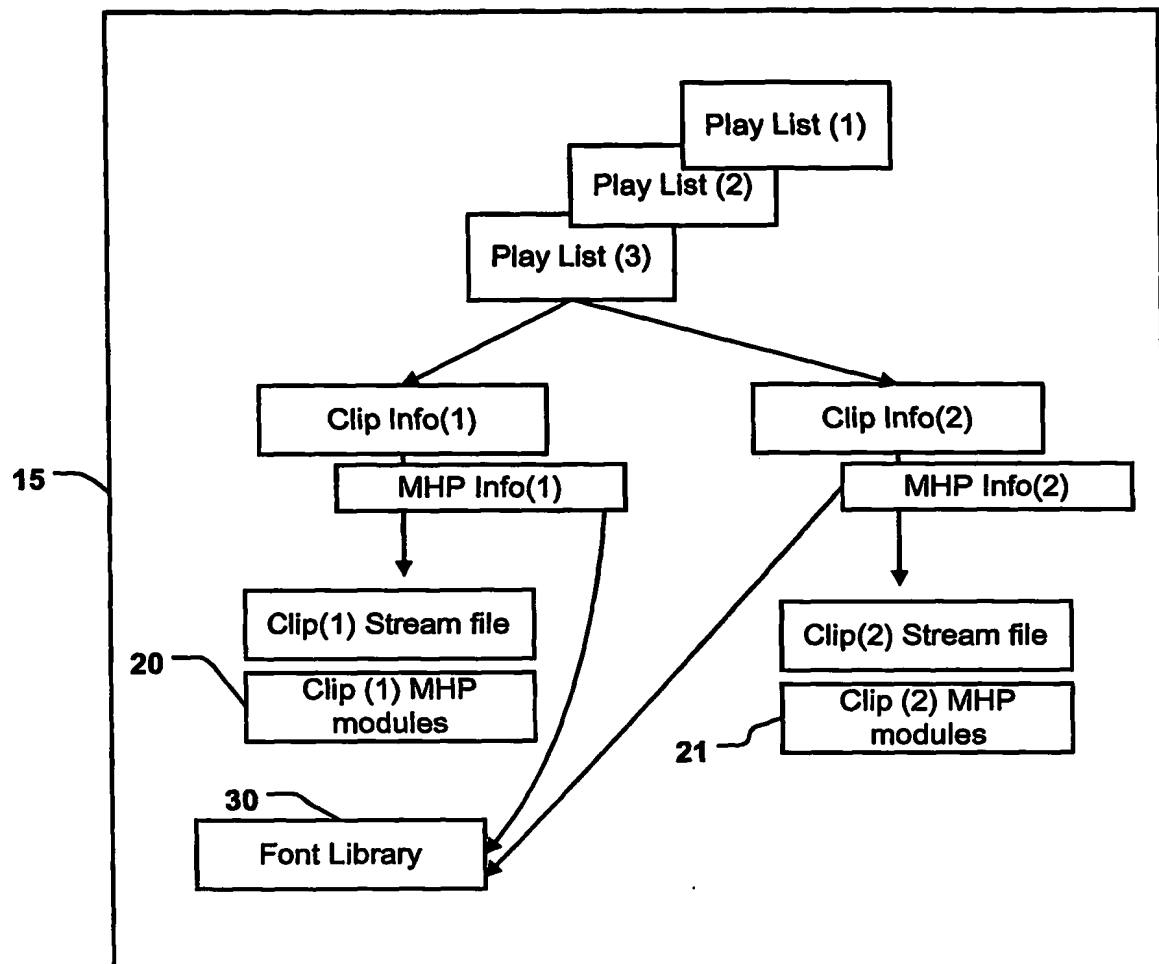 Play List (1)
Play List (2)
Play List (3)
Clip Info(1)
Clip Info(2)
15
MHP Info(1)
MHP Info(2)
Clip(1) Stream file
Clip(2) Stream file
20
Clip (1) MHP
modules
Clip (2) MHP
modules
21
30
Font Library